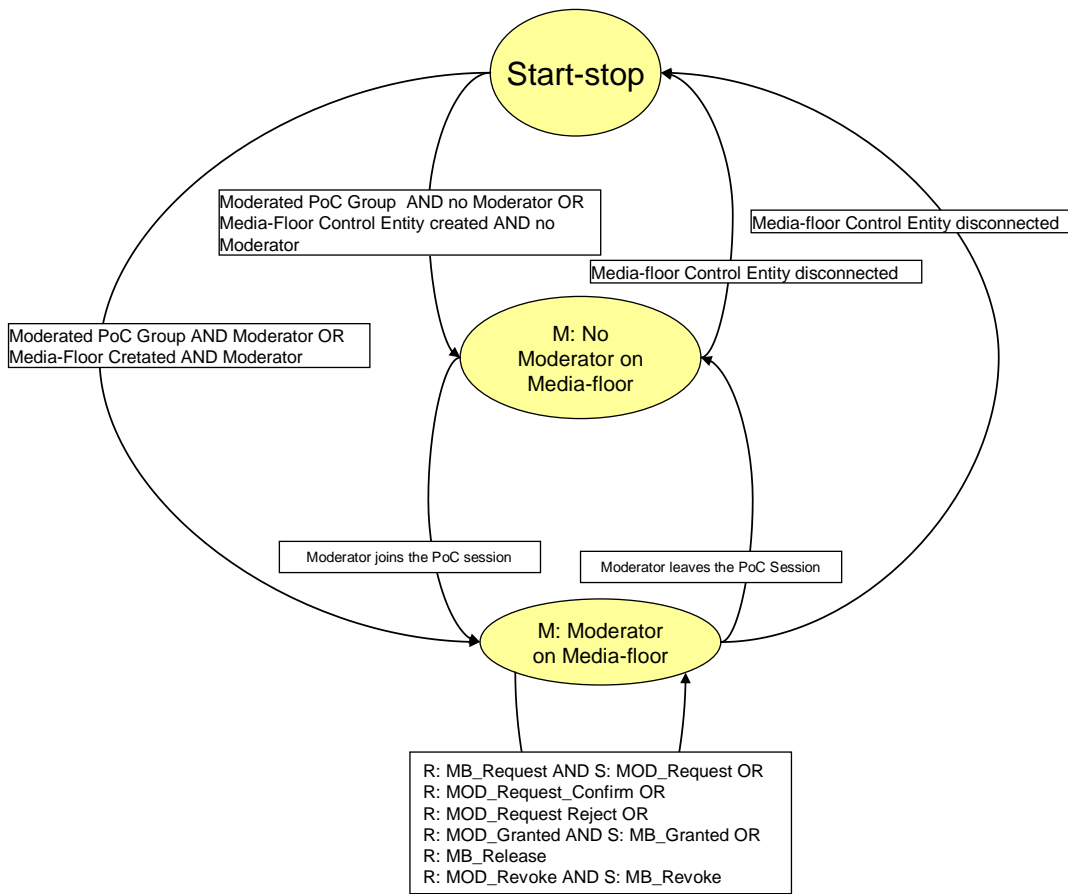 Start-stop
Moderated PoC Group AND no Moderator OR
Media-Floor Control Entity created AND no
Moderator
Media-floor Control Entity disconnected
Media-floor Control Entity disconnected
Moderated PoC Group AND Moderator OR
Media-Floor Cretated AND Moderator
M: No
Moderator on
Media-floor
Moderator joins the PoC session
Moderator leaves the PoC Session
M: Moderator
on Media-floor
R: MB_Request AND S: MOD_Request OR
R: MOD_Request_Confirm OR
R: MOD_Request Reject OR
R: MOD_Granted AND S: MB_Granted OR
R: MB_Release
R: MOD_Revoke AND S: MB_Revoke